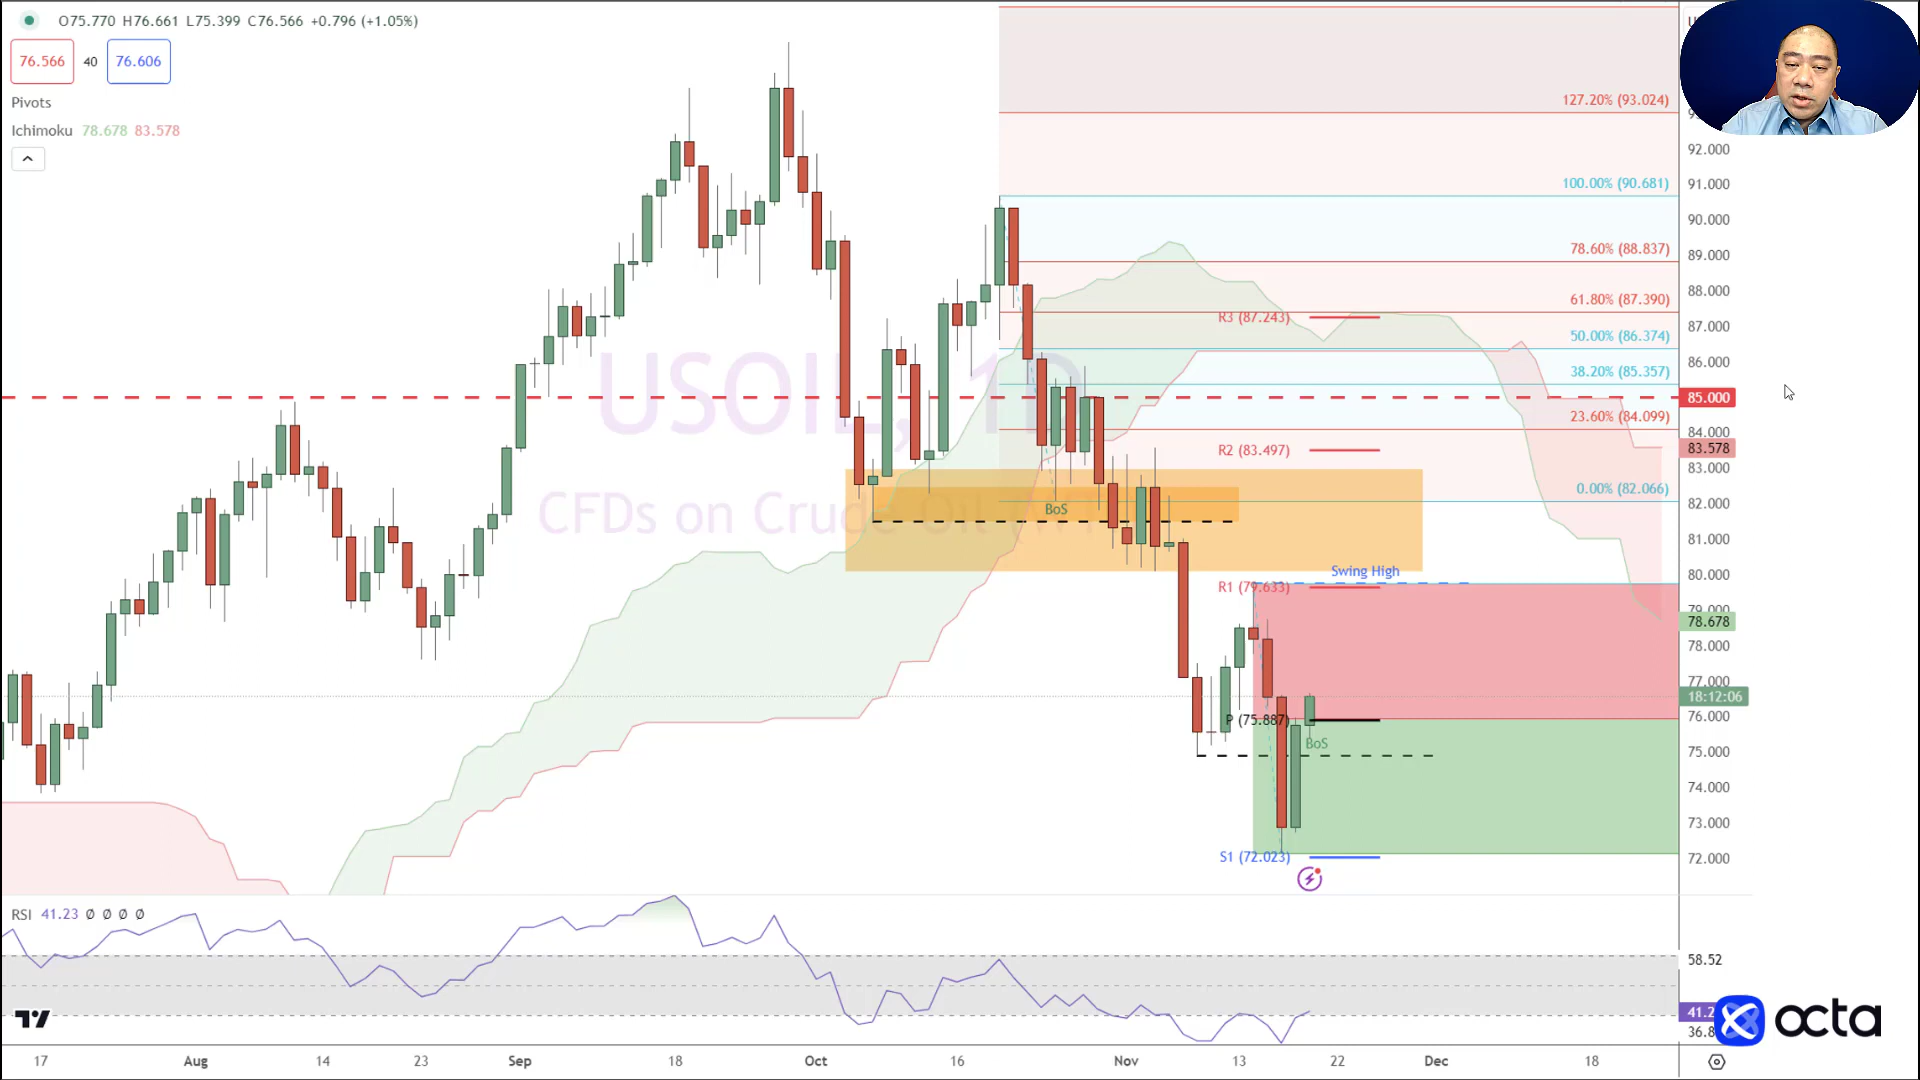 O75.770 H76.661 L75.399 C76.566 +0.796 (+1.05%)
76.566 40 76.606
Pivots
Ichimoku 78.678 83.578
USOIL, 1D
CFDs on Crude Oil (WTI)
127.20% (93.024)
100.00% (90.681)
78.60% (88.837)
61.80% (87.390)
R3 (87.243)
50.00% (86.374)
38.20% (85.357)
23.60% (84.099)
R2 (83.497)
0.00% (82.066)
BoS
Swing High
R1 (79.633)
P (75.887)
BoS
S1 (72.023)
92.000
91.000
90.000
89.000
88.000
87.000
86.000
85.000
84.000
83.578
83.000
82.000
81.000
80.000
79.000
78.678
78.000
77.000
18:12:06
76.000
75.000
74.000
73.000
72.000
RSI 41.23 Ø Ø Ø Ø
58.52
41.2
36.8
octa
17 Aug 14 23 Sep 18 Oct 16 Nov 13 22 Dec 18